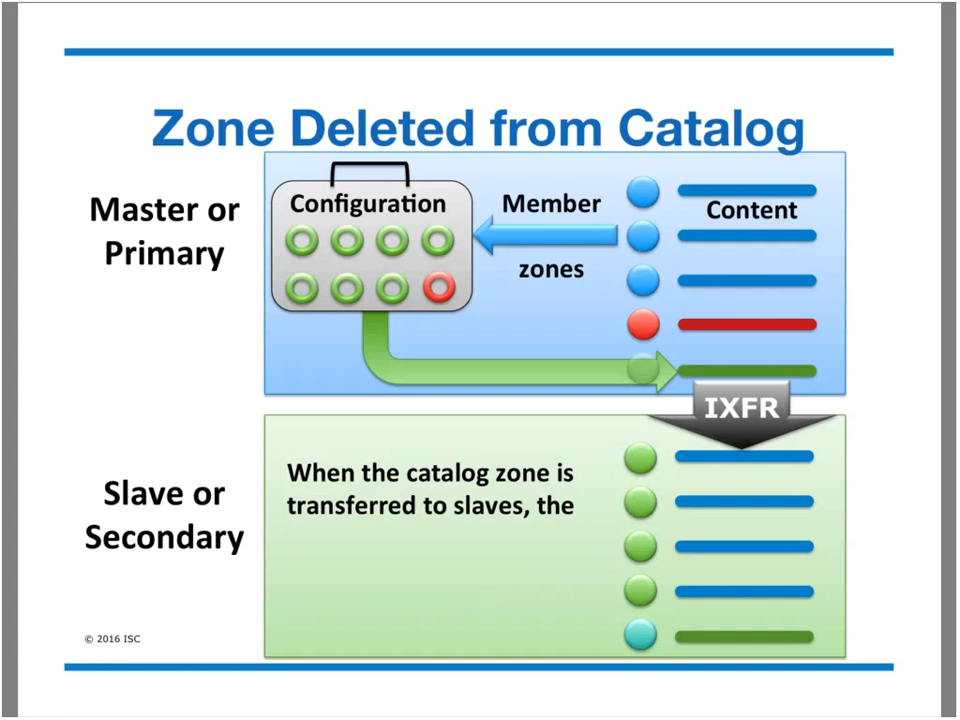 Zone Deleted from Catalog
Master or
Primary
Configuration
Member
zones
Content
IXFR
Slave or
Secondary
When the catalog zone is
transferred to slaves, the
© 2016 ISC